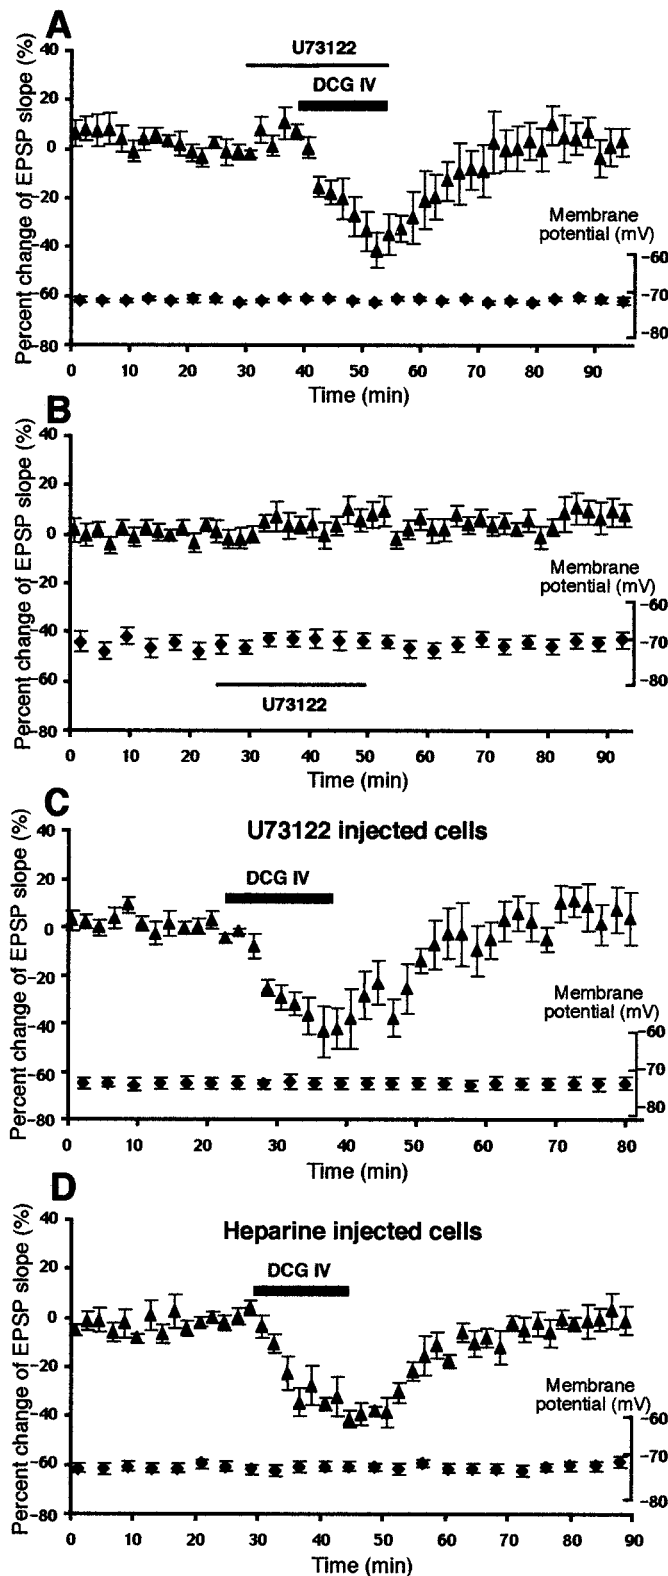 A
Percent change of EPSP slope (%)
40
20
0
-20
-40
-60
-80
U73122
DCG IV
Membrane
potential (mV)
-60
-70
-80
0 10 20 30 40 50 60 70 80 90
Time (min)
B
Percent change of EPSP slope (%)
40
20
0
-20
-40
-60
-80
Membrane
potential (mV)
-60
-70
-80
U73122
0 10 20 30 40 50 60 70 80 90
Time (min)
C
Percent change of EPSP slope (%)
40
20
0
-20
-40
-60
-80
U73122 injected cells
DCG IV
Membrane
potential (mV)
-60
-70
-80
0 10 20 30 40 50 60 70 80
Time (min)
D
Percent change of EPSP slope (%)
40
20
0
-20
-40
-60
-80
Heparine injected cells
DCG IV
Membrane
potential (mV)
-60
-70
-80
0 10 20 30 40 50 60 70 80 90
Time (min)